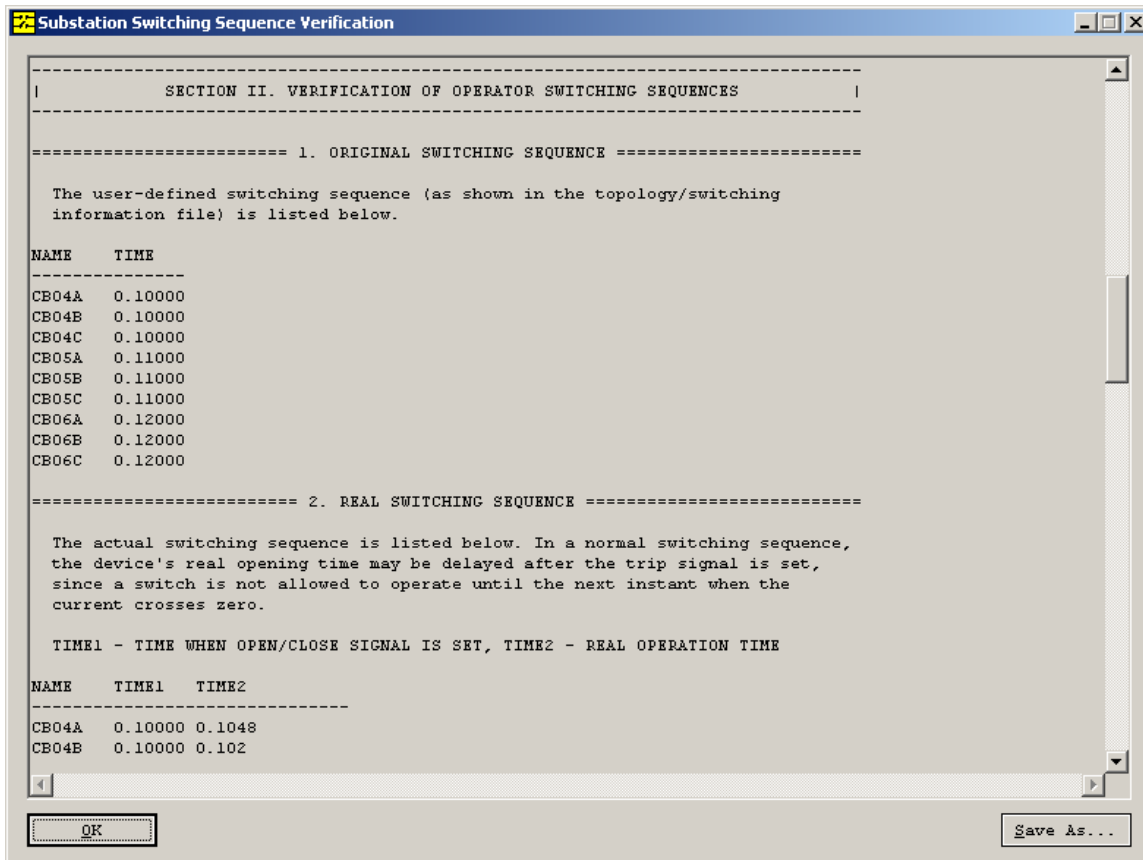 Substation Switching Sequence Verification
--------------------------------------------------------------------------------
| SECTION II. VERIFICATION OF OPERATOR SWITCHING SEQUENCES |
--------------------------------------------------------------------------------
========================= 1. ORIGINAL SWITCHING SEQUENCE ========================
The user-defined switching sequence (as shown in the topology/switching
information file) is listed below.
NAME TIME
---------------
CB04A 0.10000
CB04B 0.10000
CB04C 0.10000
CB05A 0.11000
CB05B 0.11000
CB05C 0.11000
CB06A 0.12000
CB06B 0.12000
CB06C 0.12000
========================== 2. REAL SWITCHING SEQUENCE ===========================
The actual switching sequence is listed below. In a normal switching sequence,
the device's real opening time may be delayed after the trip signal is set,
since a switch is not allowed to operate until the next instant when the
current crosses zero.
TIME1 - TIME WHEN OPEN/CLOSE SIGNAL IS SET, TIME2 - REAL OPERATION TIME
NAME TIME1 TIME2
-------------------------------
CB04A 0.10000 0.1048
CB04B 0.10000 0.102
OK Save As...